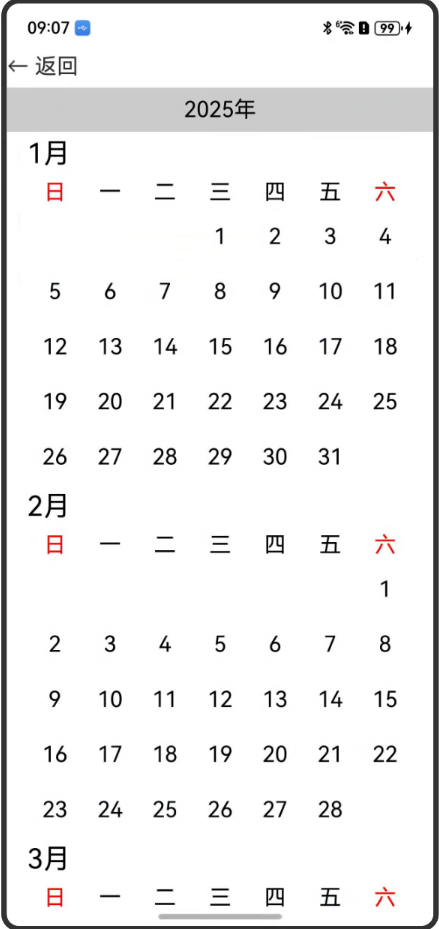 09:07 99
← 返回
2025年
1月
日 一 二 三 四 五 六
1 2 3 4
5 6 7 8 9 10 11
12 13 14 15 16 17 18
19 20 21 22 23 24 25
26 27 28 29 30 31
2月
日 一 二 三 四 五 六
1
2 3 4 5 6 7 8
9 10 11 12 13 14 15
16 17 18 19 20 21 22
23 24 25 26 27 28
3月
日 一 二 三 四 五 六